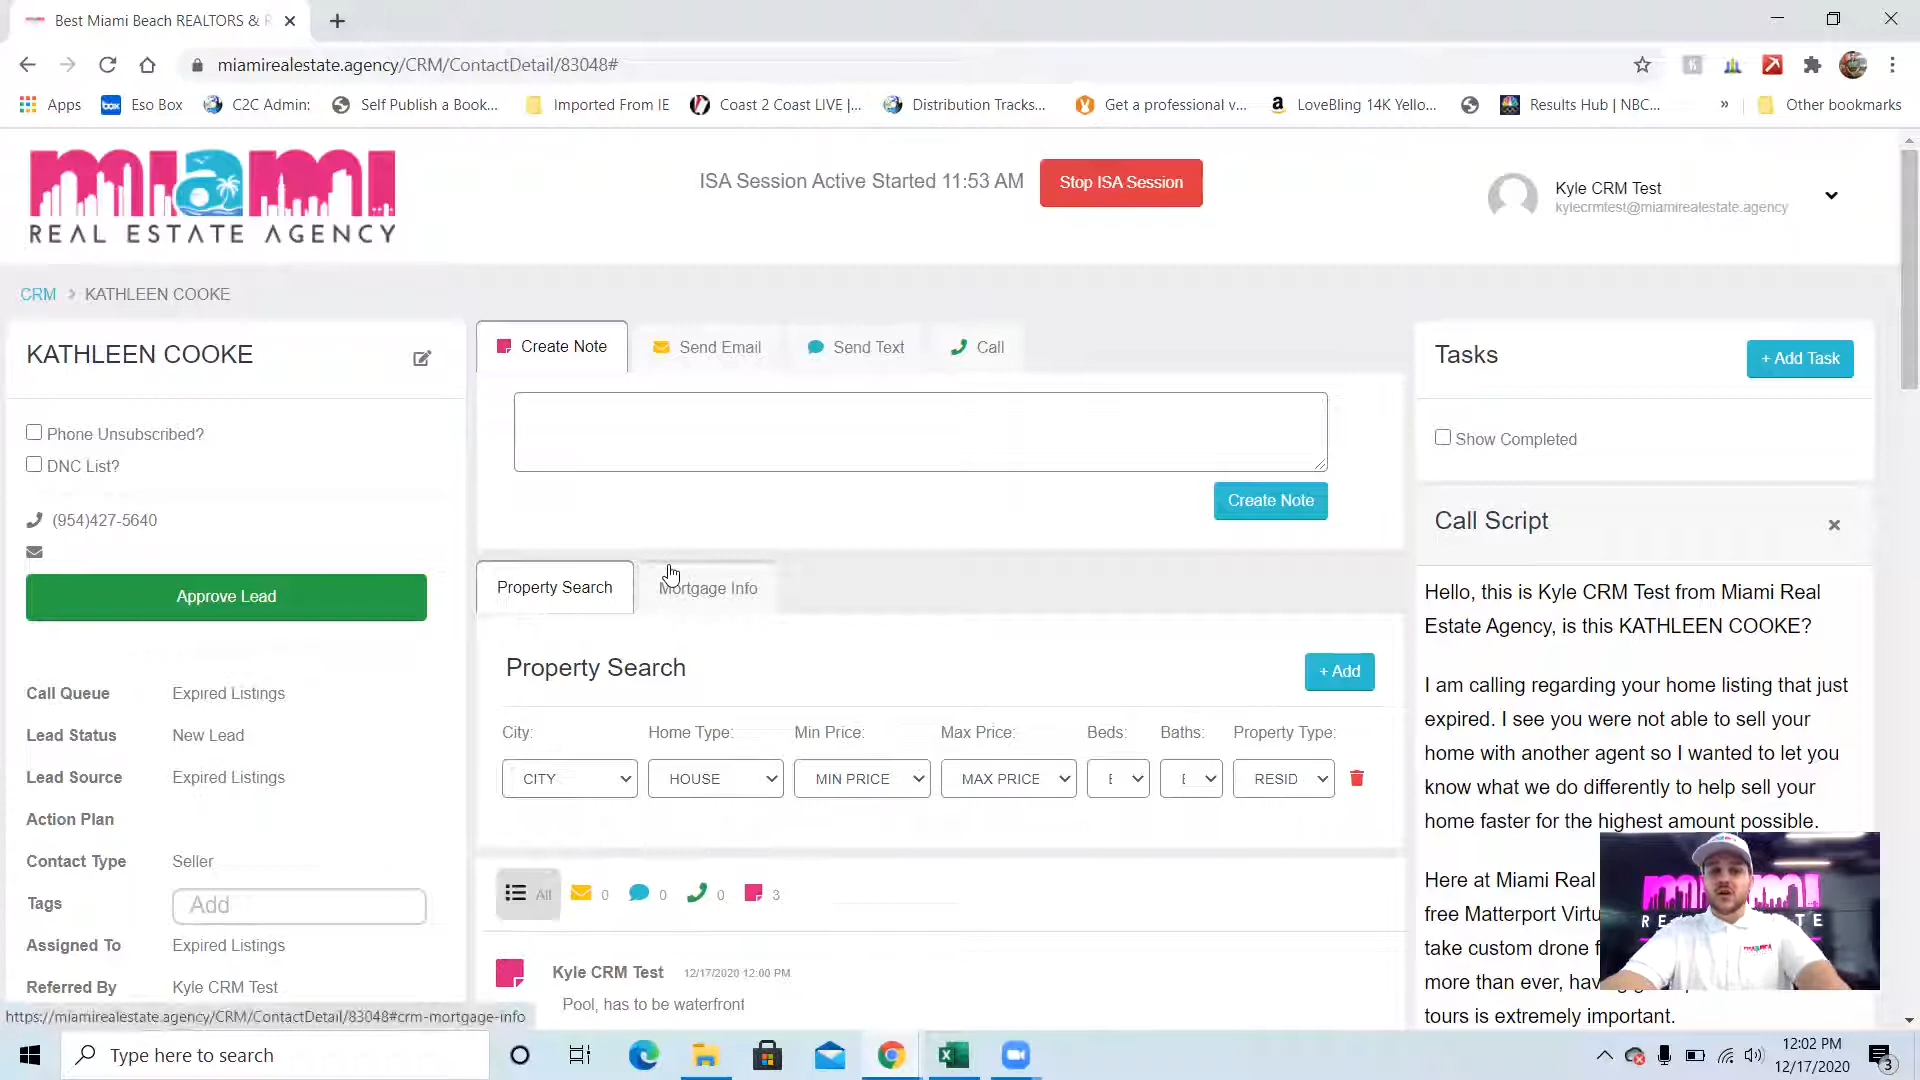 Best Miami Beach REALTORS & R
miamirealestate.agency/CRM/ContactDetail/83048#
Apps
box
Eso Box
C2C Admin:
Self Publish a Book...
Imported From IE
Coast 2 Coast LIVE |...
Distribution Tracks...
Get a professional v...
LoveBling 14K Yello...
Results Hub | NBC...
»
Other bookmarks
miami
REAL ESTATE AGENCY
ISA Session Active Started 11:53 AM
Stop ISA Session
Kyle CRM Test
kylecrmtest@miamirealestate.agency
CRM > KATHLEEN COOKE
KATHLEEN COOKE
Phone Unsubscribed?
DNC List?
(954)427-5640
Approve Lead
Call Queue Expired Listings
Lead Status New Lead
Lead Source Expired Listings
Action Plan
Contact Type Seller
Tags Add
Assigned To Expired Listings
Referred By Kyle CRM Test
Create Note
Send Email
Send Text
Call
Create Note
Property Search
Mortgage Info
Property Search
+ Add
City: Home Type: Min Price: Max Price: Beds: Baths: Property Type:
CITY HOUSE MIN PRICE MAX PRICE RESID
All 0 0 0 3
Kyle CRM Test 12/17/2020 12:00 PM
Pool, has to be waterfront
Tasks
+ Add Task
Show Completed
Call Script
×
Hello, this is Kyle CRM Test from Miami Real
Estate Agency, is this KATHLEEN COOKE?
I am calling regarding your home listing that just
expired. I see you were not able to sell your
home with another agent so I wanted to let you
know what we do differently to help sell your
home faster for the highest amount possible.
Here at Miami Real
free Matterport Virtu
take custom drone f
more than ever, hav
tours is extremely important.
https://miamirealestate.agency/CRM/ContactDetail/83048#crm-mortgage-info
Type here to search
12:02 PM
12/17/2020
3